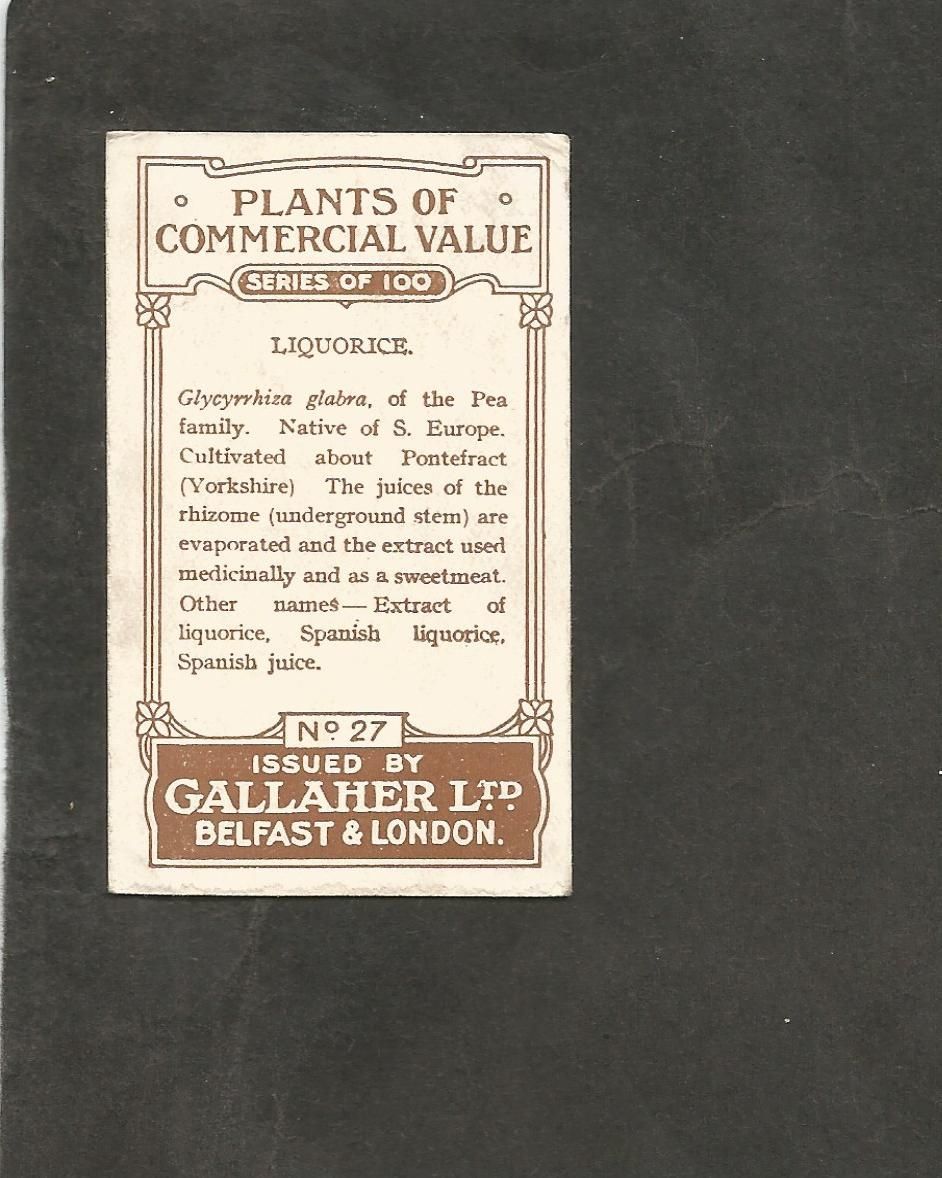 PLANTS OF
COMMERCIAL VALUE
SERIES OF 100
LIQUORICE.
Glycyrrhiza glabra, of the Pea
family. Native of S. Europe.
Cultivated about Pontefract
(Yorkshire) The juices of the
rhizome (underground stem) are
evaporated and the extract used
medicinally and as a sweetmeat.
Other names— Extract of
liquorice, Spanish liquorice,
Spanish juice.
No 27
ISSUED BY
GALLAHER LTD.
BELFAST & LONDON.